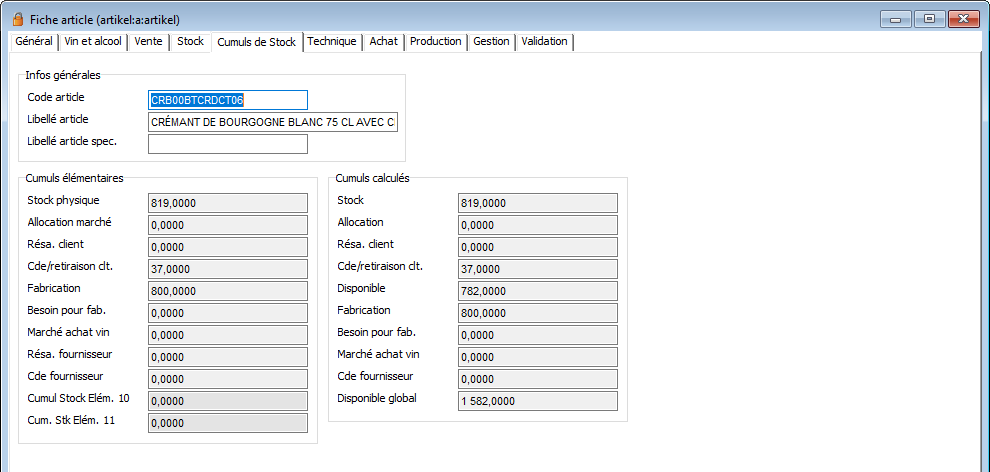 Fiche article (artikel:a:artikel)
Général Vin et alcool Vente Stock Cumuls de Stock Technique Achat Production Gestion Validation
Infos générales
Code article CRB00BTCRDCT06
Libellé article CRÉMANT DE BOURGOGNE BLANC 75 CL AVEC C
Libellé article spec.
Cumuls élémentaires
Stock physique 819,0000
Allocation marché 0,0000
Résa. client 0,0000
Cde/retiraison clt. 37,0000
Fabrication 800,0000
Besoin pour fab. 0,0000
Marché achat vin 0,0000
Résa. fournisseur 0,0000
Cde fournisseur 0,0000
Cumul Stock Elém. 10 0,0000
Cum. Stk Elém. 11 0,0000
Cumuls calculés
Stock 819,0000
Allocation 0,0000
Résa. client 0,0000
Cde/retiraison clt. 37,0000
Disponible 782,0000
Fabrication 800,0000
Besoin pour fab. 0,0000
Marché achat vin 0,0000
Cde fournisseur 0,0000
Disponible global 1 582,0000